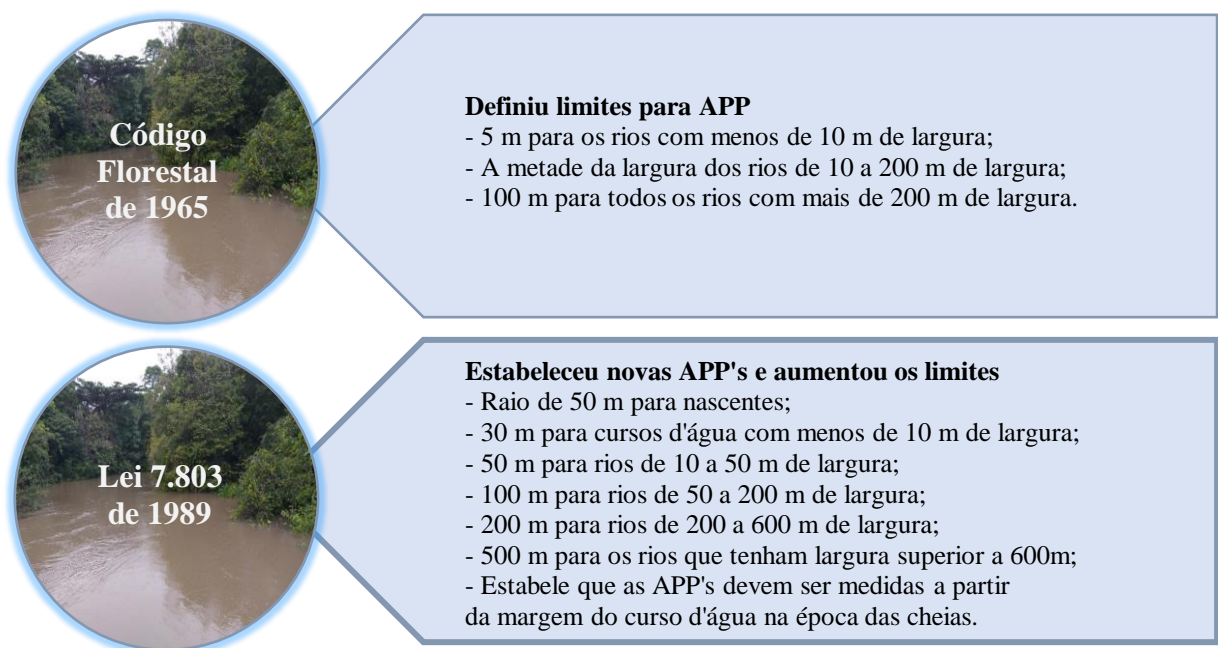 Código
Florestal
de 1965
Definiu limites para APP
- 5 m para os rios com menos de 10 m de largura;
- A metade da largura dos rios de 10 a 200 m de largura;
- 100 m para todos os rios com mais de 200 m de largura.
Lei 7.803
de 1989
Estabeleceu novas APP's e aumentou os limites
- Raio de 50 m para nascentes;
- 30 m para cursos d'água com menos de 10 m de largura;
- 50 m para rios de 10 a 50 m de largura;
- 100 m para rios de 50 a 200 m de largura;
- 200 m para rios de 200 a 600 m de largura;
- 500 m para os rios que tenham largura superior a 600m;
- Estabele que as APP's devem ser medidas a partir
da margem do curso d'água na época das cheias.